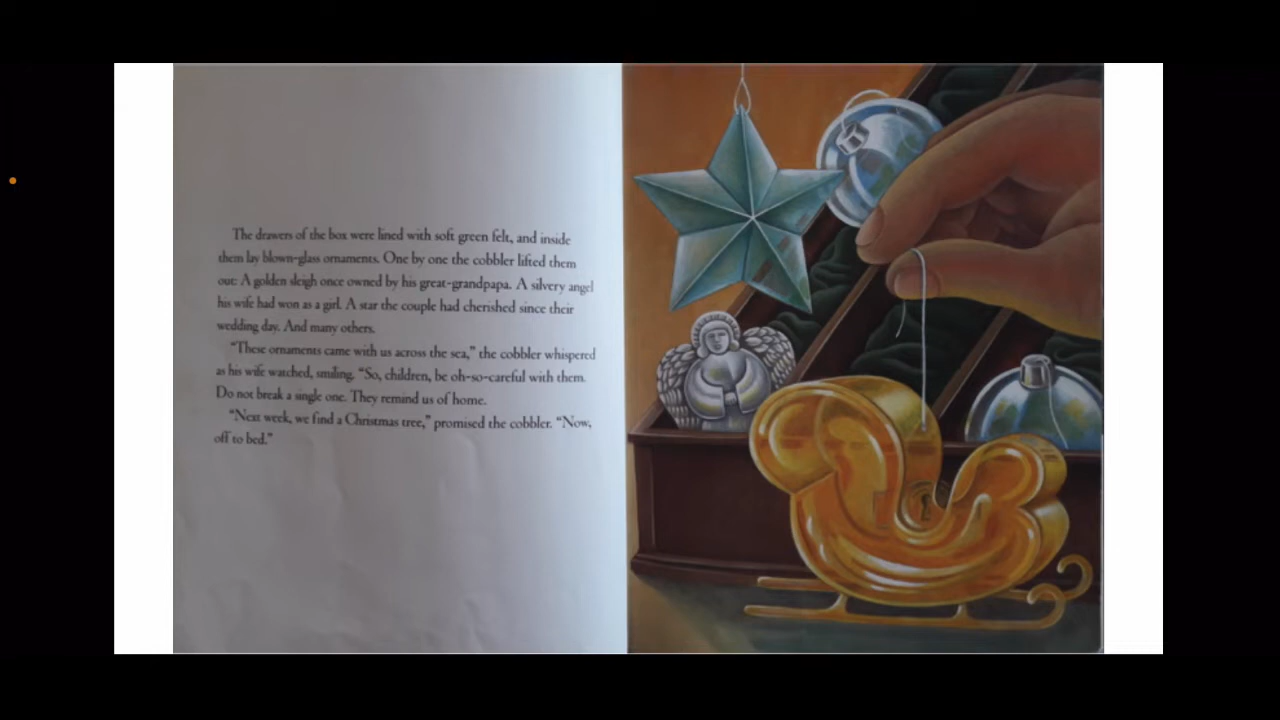 The drawers of the box were lined with soft green felt, and inside
them lay blown-glass ornaments. One by one the cobbler lifted them
out: A golden sleigh once owned by his great-grandpapa. A silvery angel
his wife had won as a girl. A star the couple had cherished since their
wedding day. And many others.
“These ornaments came with us across the sea,” the cobbler whispered
as his wife watched, smiling. “So, children, be oh-so-careful with them.
Do not break a single one. They remind us of home.
“Next week, we find a Christmas tree,” promised the cobbler. “Now,
off to bed.”